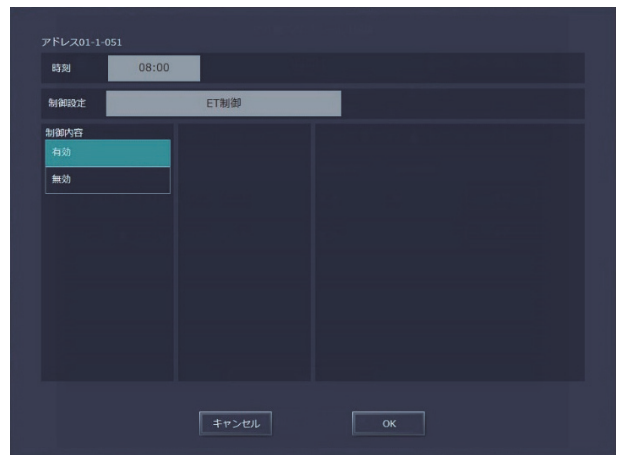 アドレス01-1-051
時刻 08:00
制御設定 ET制御
制御内容
有効
無効
キャンセル OK